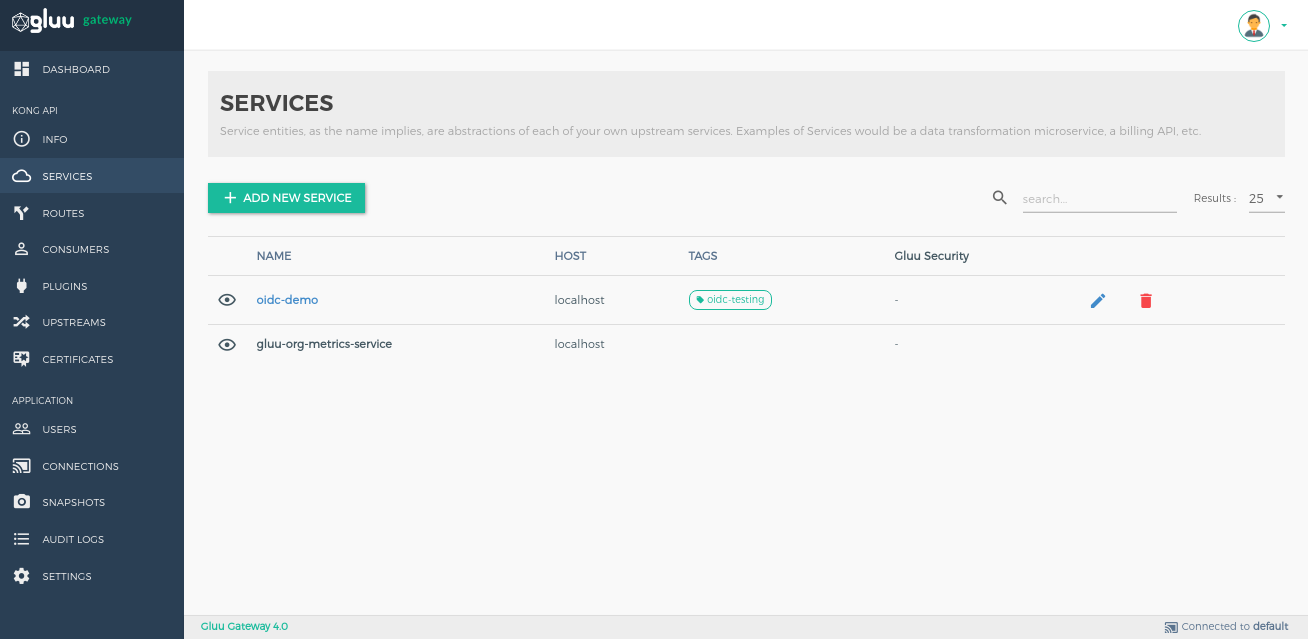 gluu gateway
DASHBOARD
KONG API
INFO
SERVICES
ROUTES
CONSUMERS
PLUGINS
UPSTREAMS
CERTIFICATES
APPLICATION
USERS
CONNECTIONS
SNAPSHOTS
AUDIT LOGS
SETTINGS
SERVICES
Service entities, as the name implies, are abstractions of each of your own upstream services. Examples of Services would be a data transformation microservice, a billing API, etc.
ADD NEW SERVICE
search...
Results : 25
NAME HOST TAGS Gluu Security
oidc-demo localhost oidc-testing -
gluu-org-metrics-service localhost -
Gluu Gateway 4.0
Connected to default